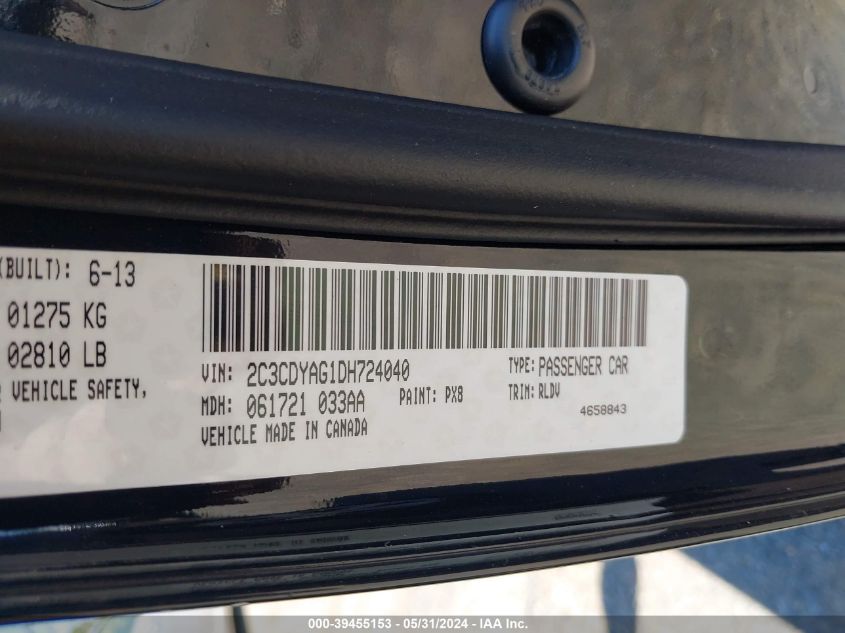 (BUILT): 6-13
01275 KG
02810 LB
VEHICLE SAFETY,
VIN: 2C3CDYAG1DH724040
TYPE: PASSENGER CAR
MDH: 061721 033AA
PAINT: PX8
TRIM: RLDV
VEHICLE MADE IN CANADA
4658843
000-39455153 - 05/31/2024 - IAA Inc.